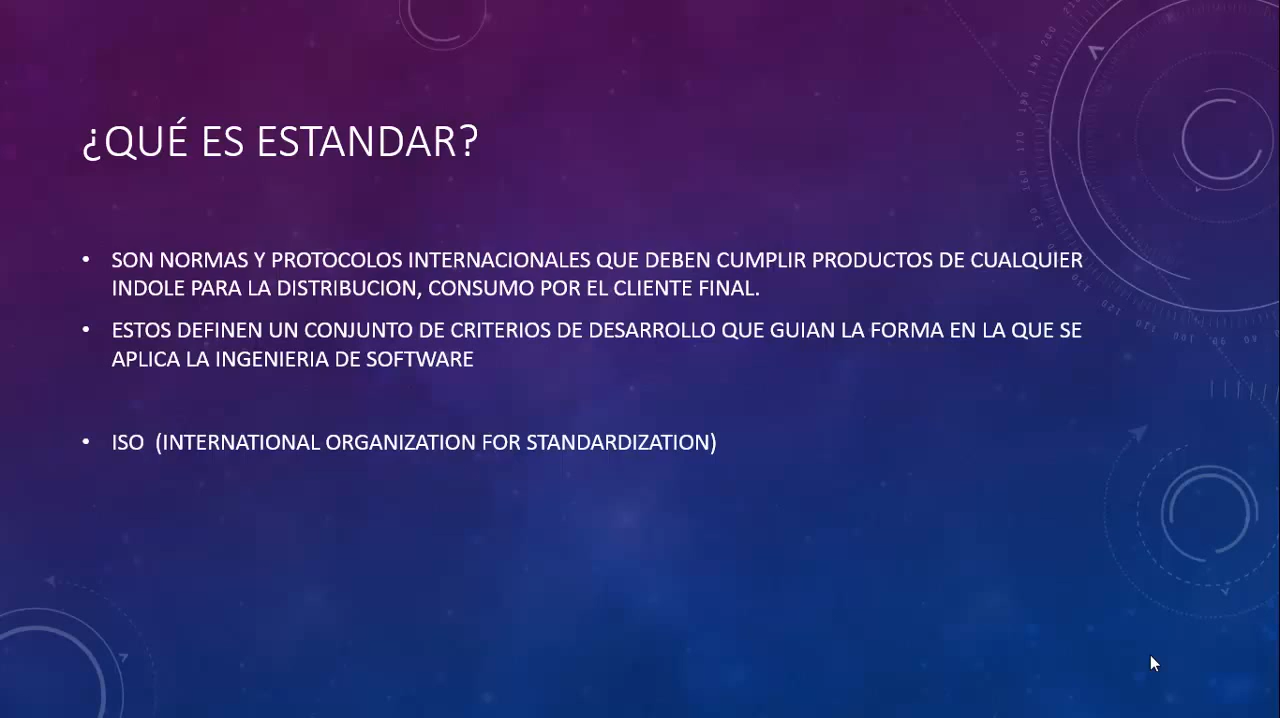 ¿QUÉ ES ESTANDAR?
• SON NORMAS Y PROTOCOLOS INTERNACIONALES QUE DEBEN CUMPLIR PRODUCTOS DE CUALQUIER
INDOLE PARA LA DISTRIBUCION, CONSUMO POR EL CLIENTE FINAL.
• ESTOS DEFINEN UN CONJUNTO DE CRITERIOS DE DESARROLLO QUE GUIAN LA FORMA EN LA QUE SE
APLICA LA INGENIERIA DE SOFTWARE
• ISO (INTERNATIONAL ORGANIZATION FOR STANDARDIZATION)